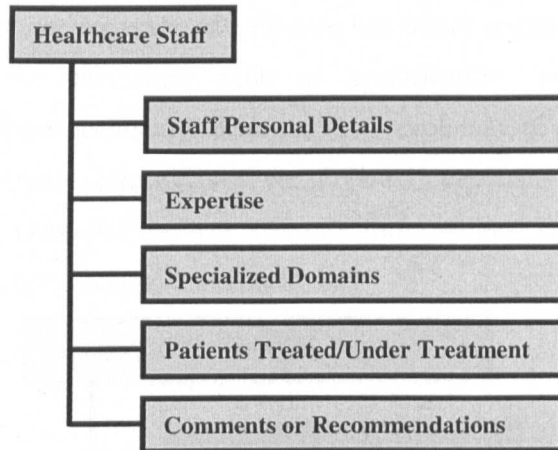 Healthcare Staff
Staff Personal Details
Expertise
Specialized Domains
Patients Treated/Under Treatment
Comments or Recommendations